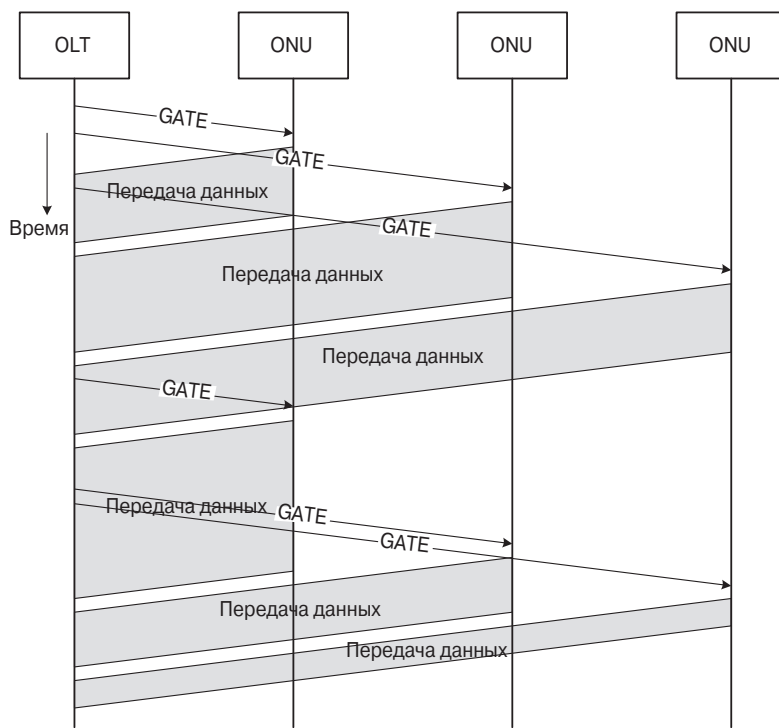 OLT
ONU
ONU
ONU
GATE
GATE
Передача данных
Время
GATE
Передача данных
Передача данных
GATE
Передача данных
GATE
GATE
Передача данных
Передача данных